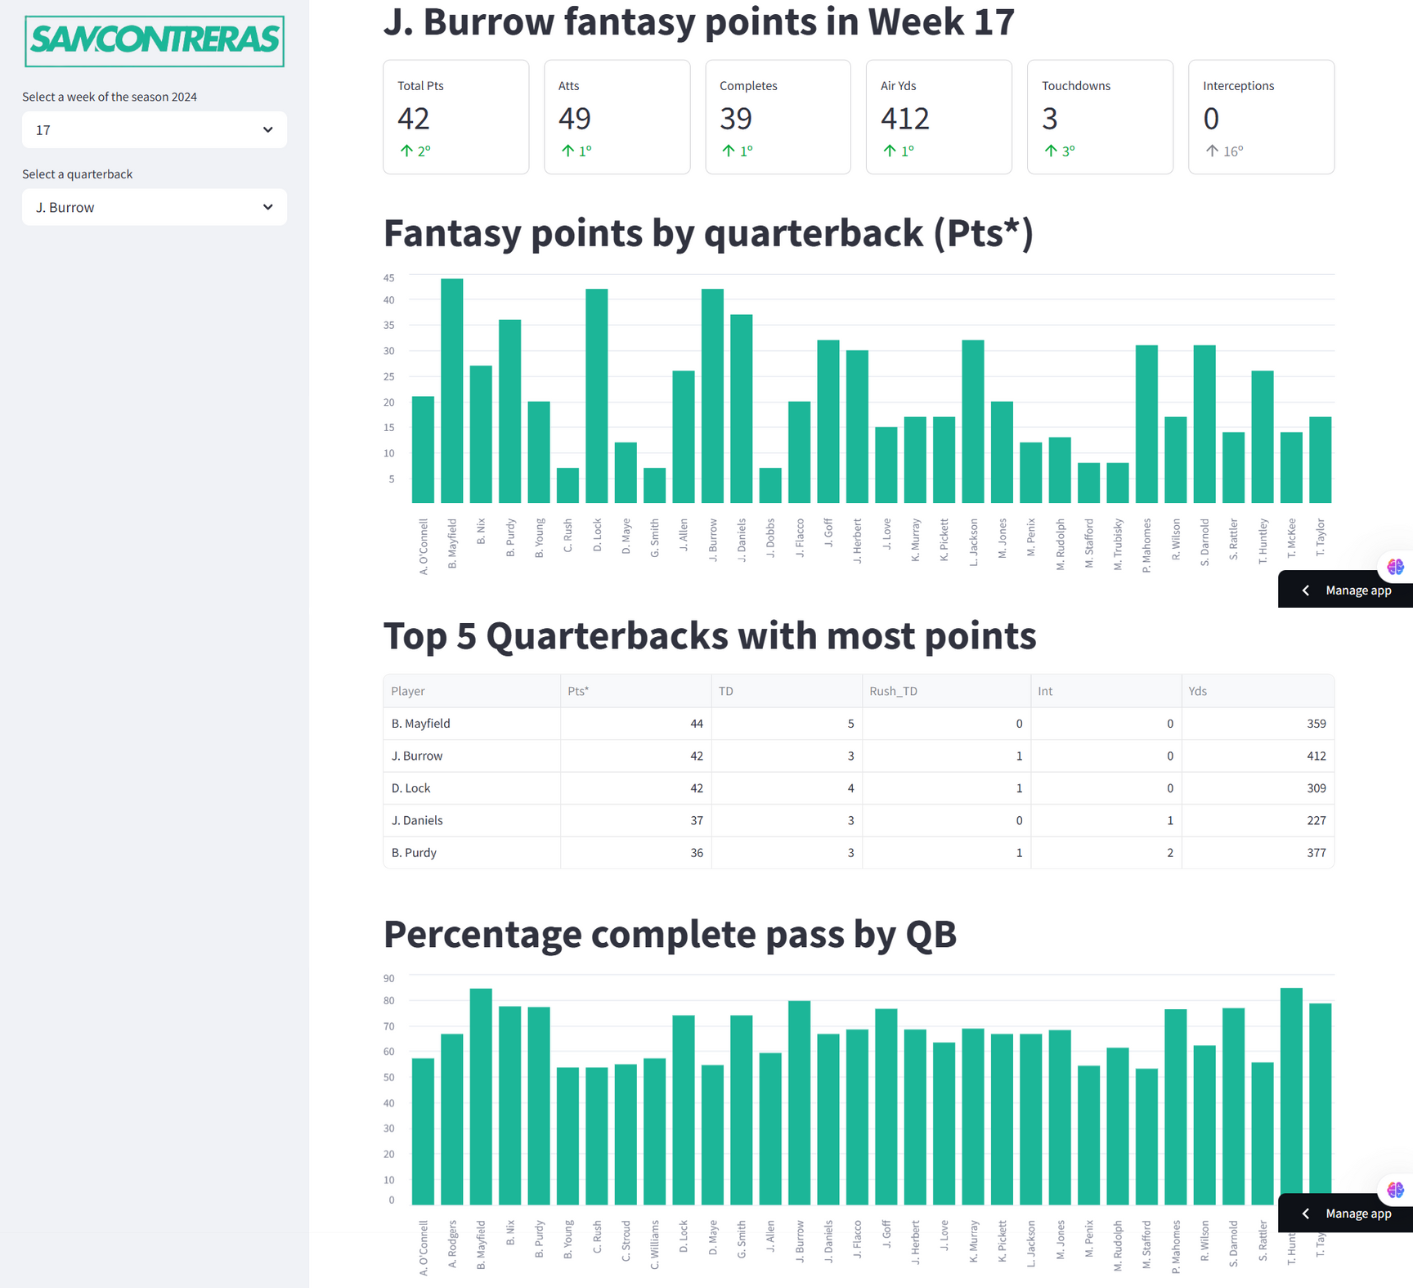 SAMCONTRERAS
Select a week of the season 2024
17
Select a quarterback
J. Burrow
J. Burrow fantasy points in Week 17
Total Pts
42
2º
Atts
49
1º
Completes
39
1º
Air Yds
412
1º
Touchdowns
3
3º
Interceptions
0
16º
Fantasy points by quarterback (Pts*)
45
40
35
30
25
20
15
10
5
A. O'Connell
B. Mayfield
B. Nix
B. Purdy
B. Young
C. Rush
D. Lock
D. Maye
G. Smith
J. Allen
J. Burrow
J. Daniels
J. Dobbs
J. Flacco
J. Goff
J. Herbert
J. Love
K. Murray
K. Pickett
L. Jackson
M. Jones
M. Penix
M. Rudolph
M. Stafford
M. Trubisky
P. Mahomes
R. Wilson
S. Darnold
S. Rattler
T. Huntley
T. McKee
T. Taylor
Manage app
Top 5 Quarterbacks with most points
Player Pts* TD Rush_TD Int Yds
B. Mayfield 44 5 0 0 359
J. Burrow 42 3 1 0 412
D. Lock 42 4 1 0 309
J. Daniels 37 3 0 1 227
B. Purdy 36 3 1 2 377
Percentage complete pass by QB
90
80
70
60
50
40
30
20
10
0
A. O'Connell
A. Rodgers
B. Mayfield
B. Nix
B. Purdy
B. Young
C. Rush
C. Stroud
C. Williams
D. Lock
D. Maye
G. Smith
J. Allen
J. Burrow
J. Daniels
J. Flacco
J. Goff
J. Herbert
J. Love
K. Murray
K. Pickett
L. Jackson
M. Jones
M. Penix
M. Rudolph
M. Stafford
P. Mahomes
R. Wilson
S. Darnold
S. Rattler
T. Hunt
T. Tay
Manage app